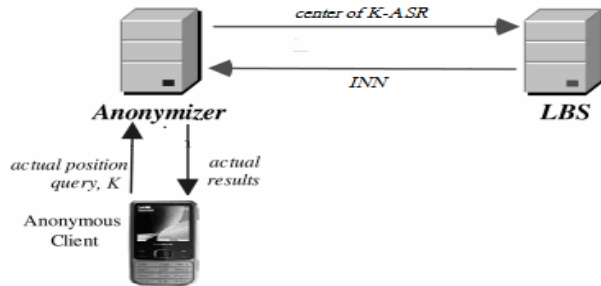 center of K-ASR
INN
Anonymizer
LBS
actual position
query, K
actual
results
Anonymous
Client